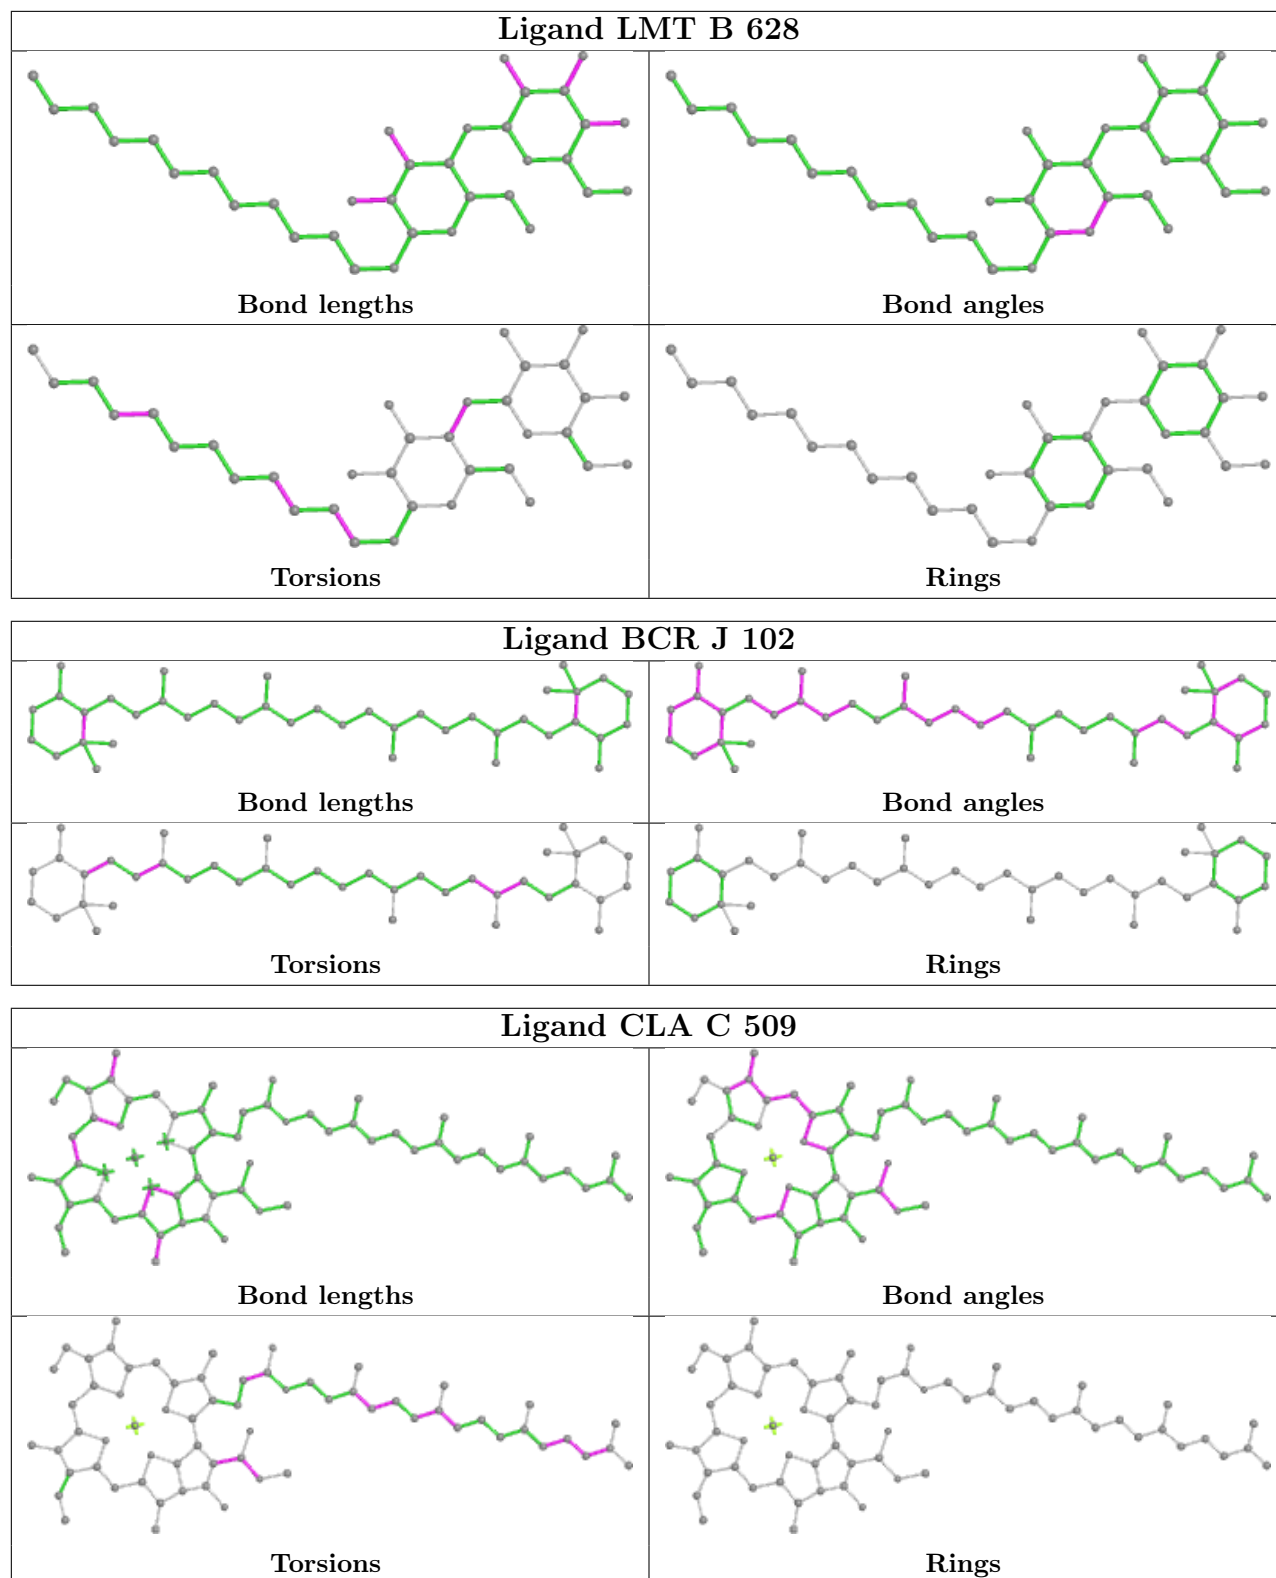 Ligand LMT B 628
Bond lengths
Bond angles
Torsions
Rings
Ligand BCR J 102
Bond lengths
Bond angles
Torsions
Rings
Ligand CLA C 509
Bond lengths
Bond angles
Torsions
Rings